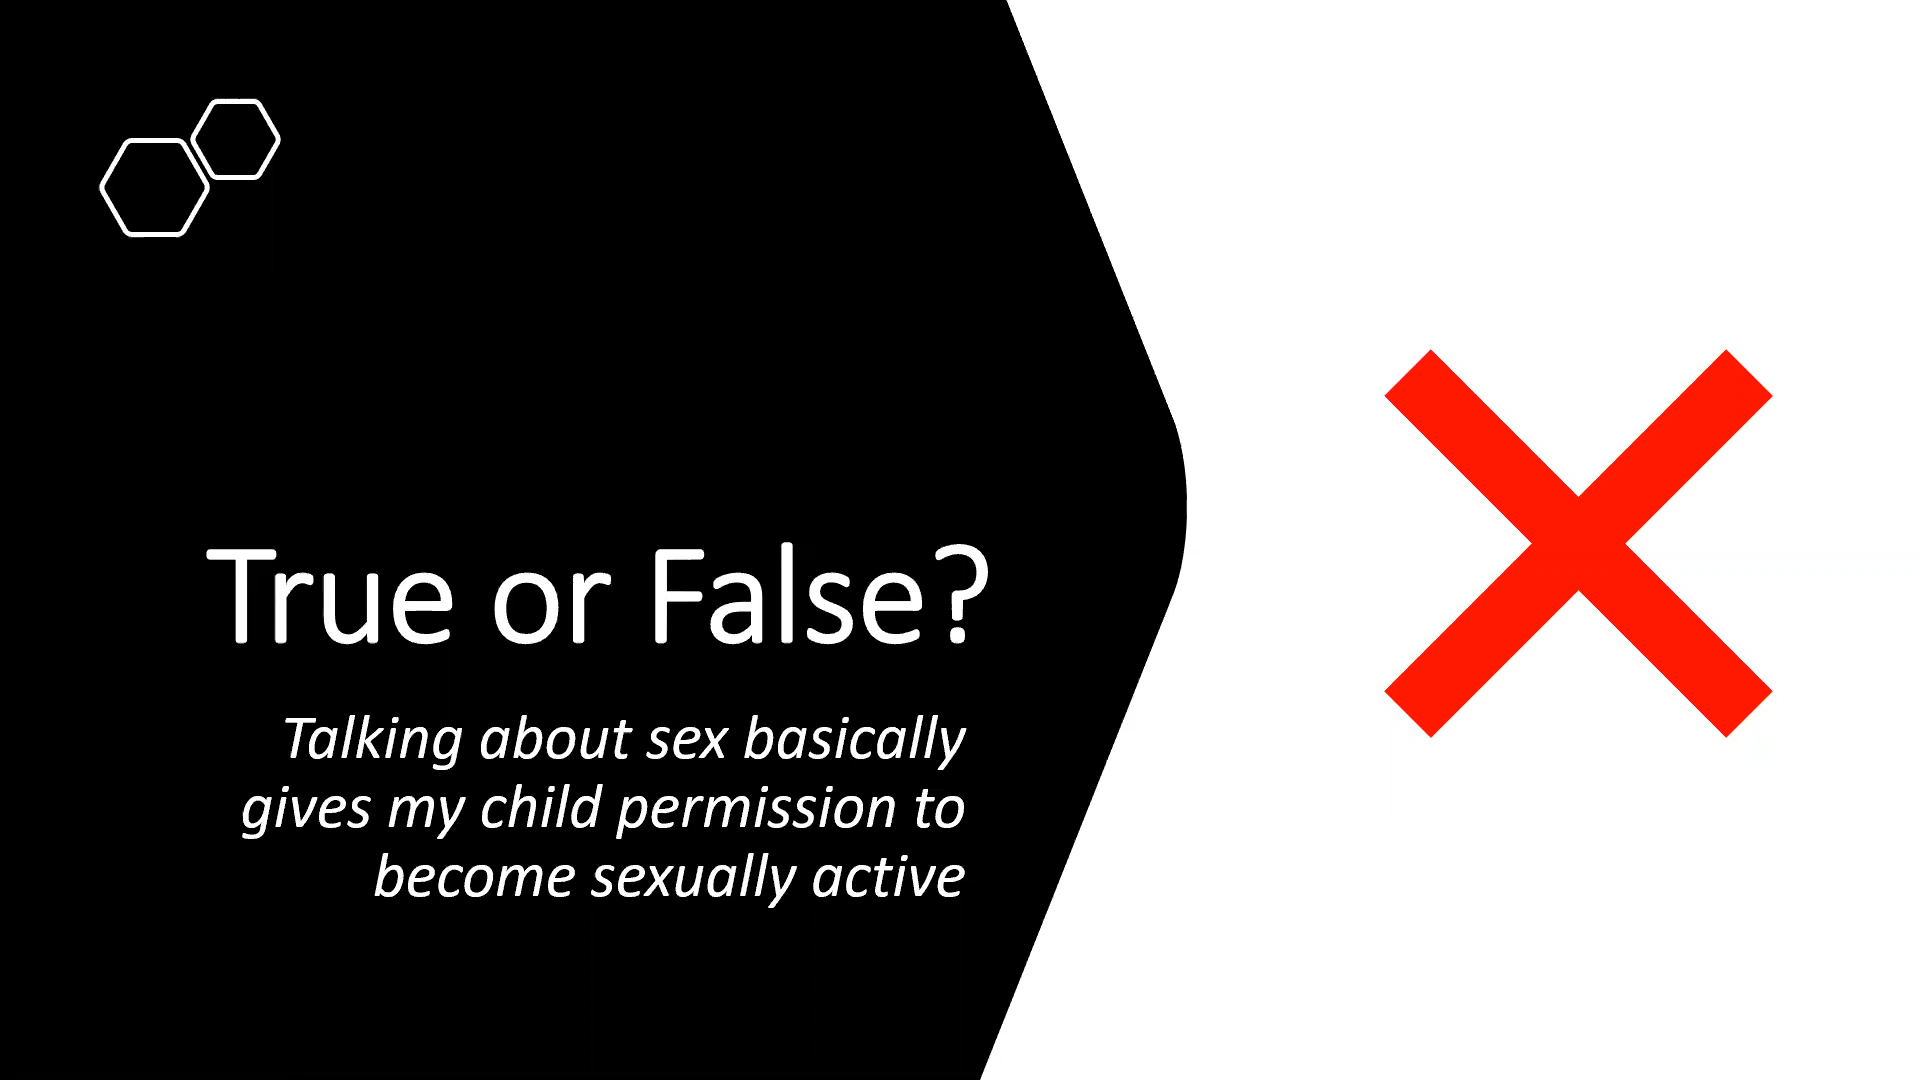 True or False?
Talking about sex basically
gives my child permission to
become sexually active